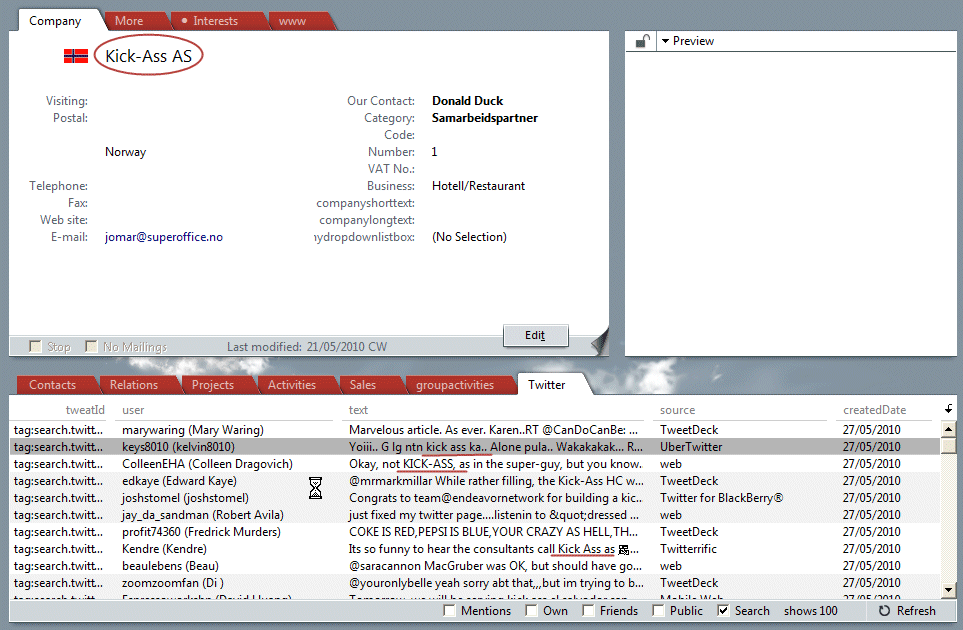 Company More Interests www
Kick-Ass AS
Preview
Visiting: Our Contact: Donald Duck
Postal: Category: Samarbeidspartner
Code:
Norway Number: 1
VAT No.:
Telephone: Business: Hotell/Restaurant
Fax: companyshorttext:
Web site: companylongtext:
E-mail: jomar@superoffice.no nydropdownlistbox: (No Selection)
Edit
Stop No Mailings Last modified: 21/05/2010 CW
Contacts Relations Projects Activities Sales groupactivities Twitter
tweatId user text source createdDate
tag:search.twitt... marywaring (Mary Waring) Marvelous article. As ever. Karen..RT @CanDoCanBe: ... TweetDeck 27/05/2010
tag:search.twitt... keys8010 (kelvin8010) Yoiii.. G lg ntn kick ass ka.. Alone pula.. Wakakakak... R... UberTwitter 27/05/2010
tag:search.twitt... ColleenEHA (Colleen Dragovich) Okay, not KICK-ASS, as in the super-guy, but you know.. web 27/05/2010
tag:search.twitt... edkaye (Edward Kaye) @mrmarkmillar While rather filling, the Kick-Ass HC w... TweetDeck 27/05/2010
tag:search.twitt... joshstomel (joshstomel) Congrats to team@endeavornetwork for building a kic... Twitter for BlackBerry® 27/05/2010
tag:search.twitt... jay_da_sandman (Robert Avila) just fixed my twitter page....listenin to &quot;dressed ... web 27/05/2010
tag:search.twitt... profit74360 (Fredrick Murders) COKE IS RED,PEPSI IS BLUE,YOUR CRAZY AS HELL,TH... TweetDeck 27/05/2010
tag:search.twitt... Kendre (Kendre) Its so funny to hear the consultants call Kick Ass as ... Twitterrific 27/05/2010
tag:search.twitt... beaulebens (Beau) @saracannon MacGruber was OK, but should have go... web 27/05/2010
tag:search.twitt... zoomzoomfan (Di ) @youronlybelle yeah sorry abt that,,,but im trying to b... TweetDeck 27/05/2010
Mentions Own Friends Public Search shows100 Refresh